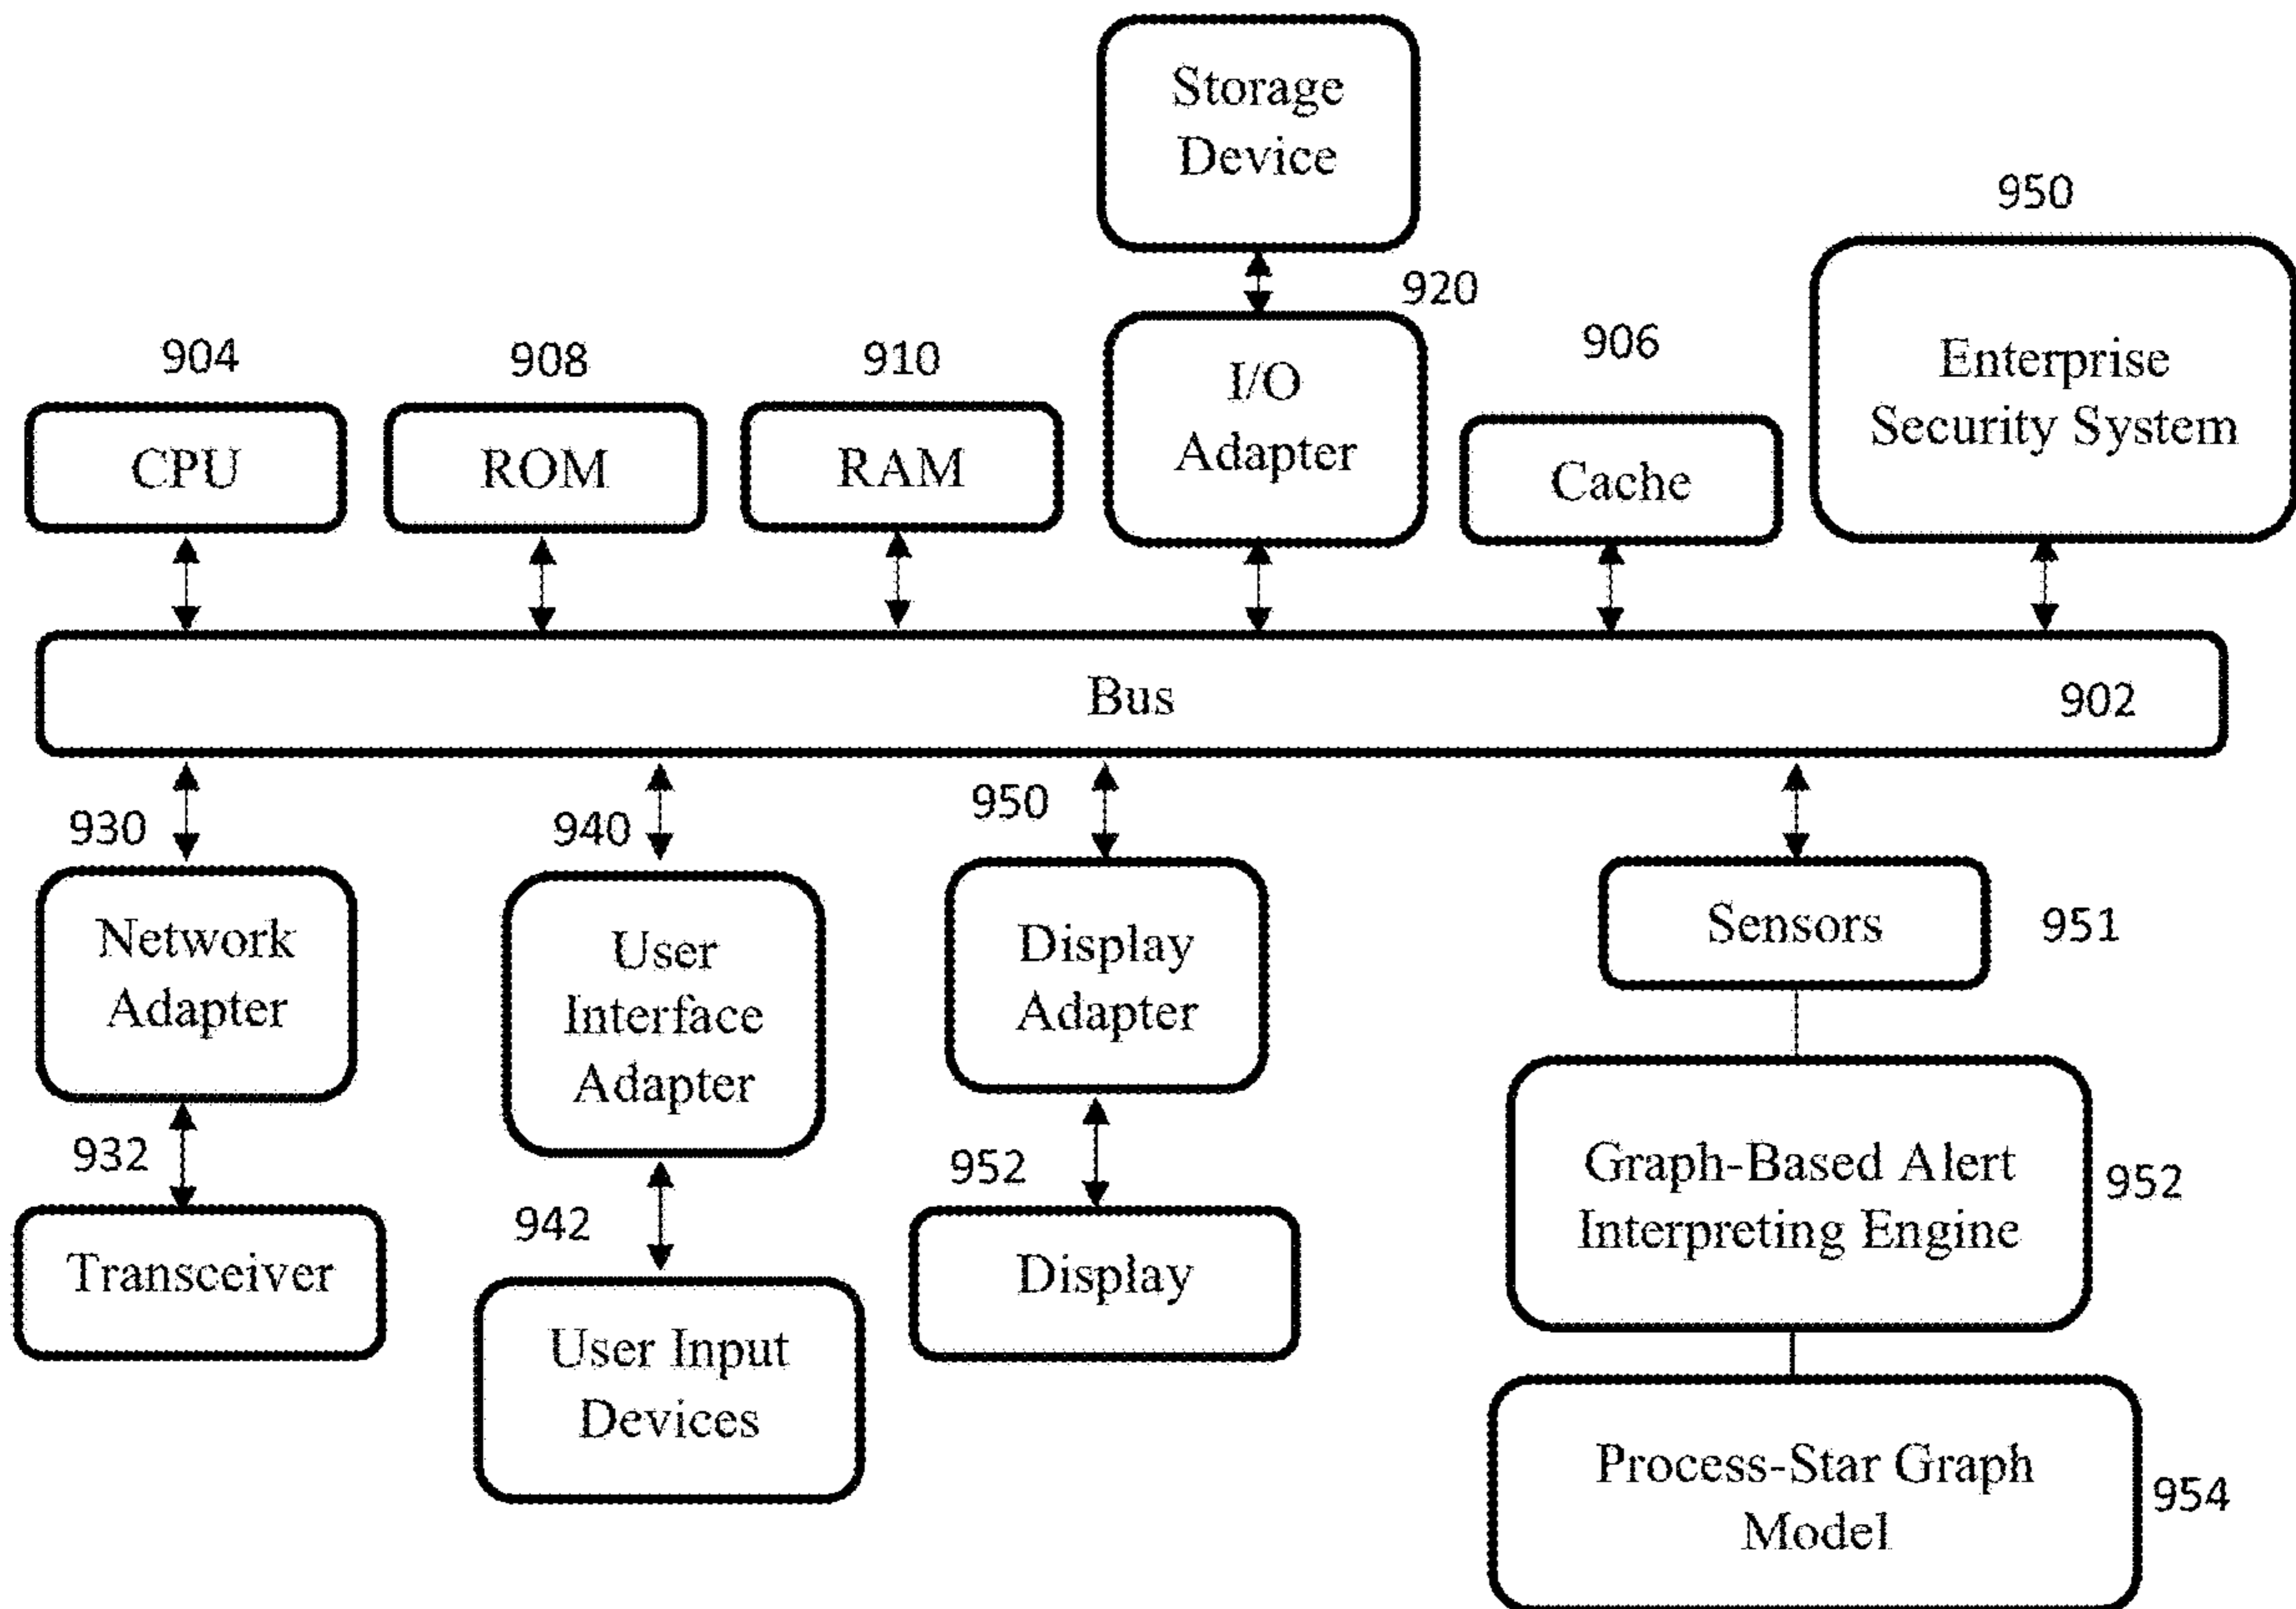 Storage
Device
950
920
904
908
910
I/O
Adapter
906
Enterprise
Security System
CPU
ROM
RAM
Cache
Bus
902
930
940
950
Network
Adapter
User
Interface
Adapter
Display
Adapter
Sensors
951
932
942
952
Graph-Based Alert
Interpreting Engine
952
Transceiver
User Input
Devices
Display
Process-Star Graph
Model
954